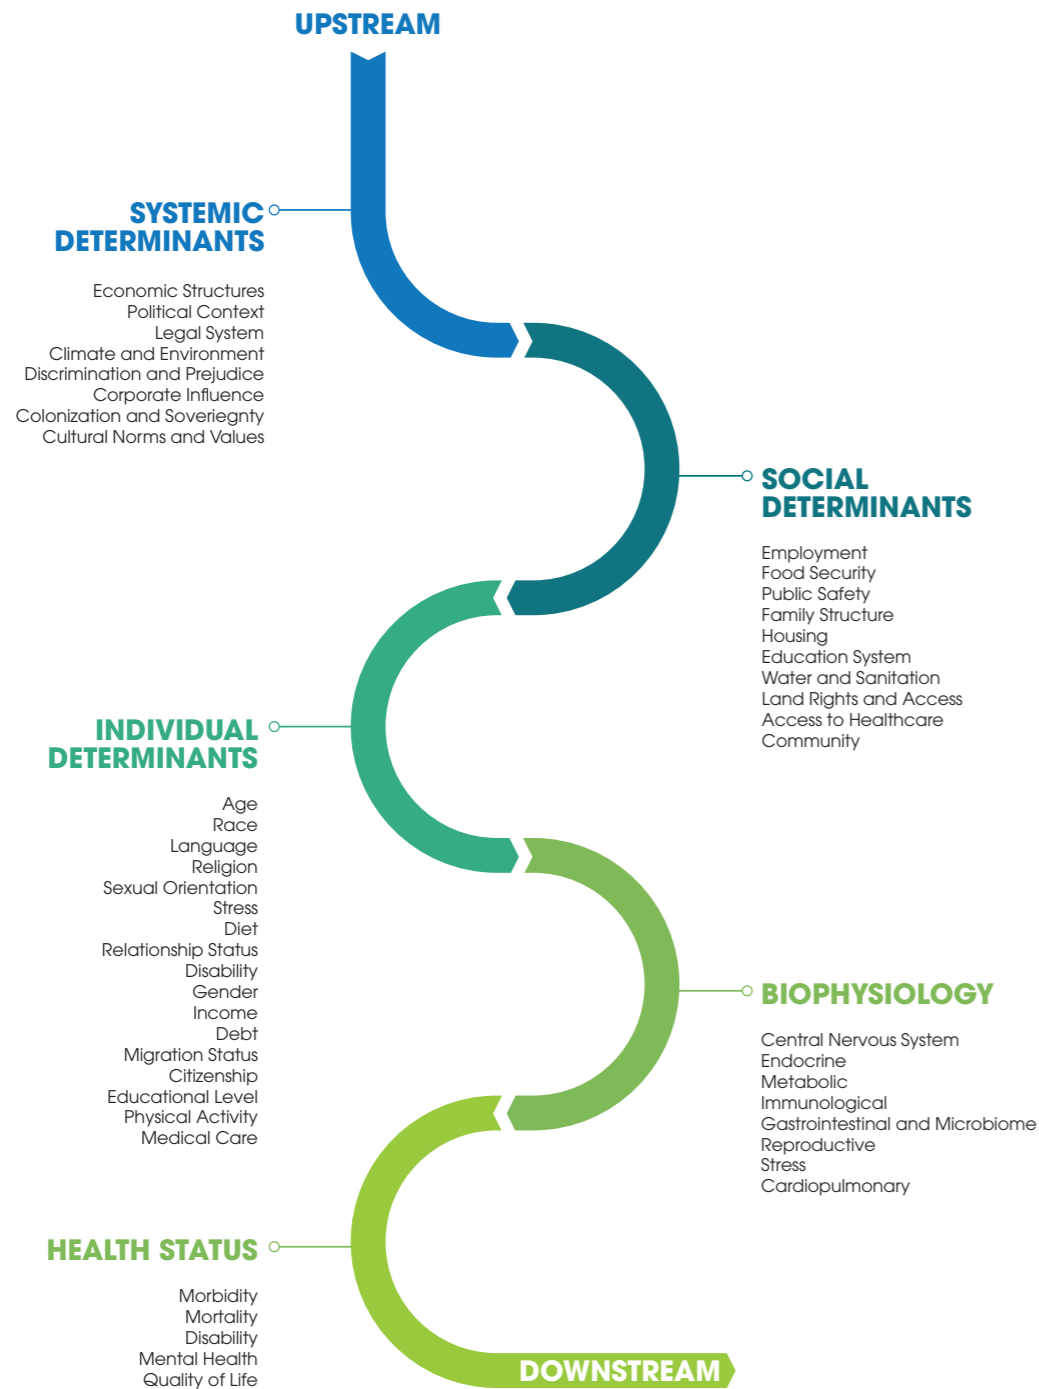 UPSTREAM
SYSTEMIC
DETERMINANTS
Economic Structures
Political Context
Legal System
Climate and Environment
Discrimination and Prejudice
Corporate Influence
Colonization and Soveriegnty
Cultural Norms and Values
SOCIAL
DETERMINANTS
Employment
Food Security
Public Safety
Family Structure
Housing
Education System
Water and Sanitation
Land Rights and Access
Access to Healthcare
Community
INDIVIDUAL
DETERMINANTS
Age
Race
Language
Religion
Sexual Orientation
Stress
Diet
Relationship Status
Disability
Gender
Income
Debt
Migration Status
Citizenship
Educational Level
Physical Activity
Medical Care
BIOPHYSIOLOGY
Central Nervous System
Endocrine
Metabolic
Immunological
Gastrointestinal and Microbiome
Reproductive
Stress
Cardiopulmonary
HEALTH STATUS
Morbidity
Mortality
Disability
Mental Health
Quality of Life
DOWNSTREAM